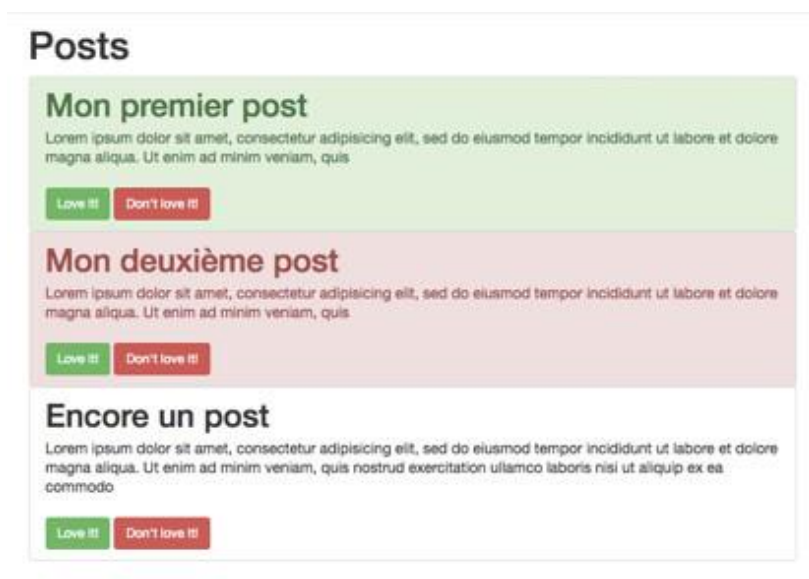 Posts
Mon premier post
Lorem ipsum dolor sit amet, consectetur adipisicing elit, sed do eiusmod tempor incididunt ut labore et dolore
magna aliqua. Ut enim ad minim veniam, quis
Love it! Don't love it!
Mon deuxième post
Lorem ipsum dolor sit amet, consectetur adipisicing elit, sed do eiusmod tempor incididunt ut labore et dolore
magna aliqua. Ut enim ad minim veniam, quis
Love it! Don't love it!
Encore un post
Lorem ipsum dolor sit amet, consectetur adipisicing elit, sed do eiusmod tempor incididunt ut labore et dolore
magna aliqua. Ut enim ad minim veniam, quis nostrud exercitation ullamco laboris nisi ut aliquip ex ea
commodo
Love it! Don't love it!